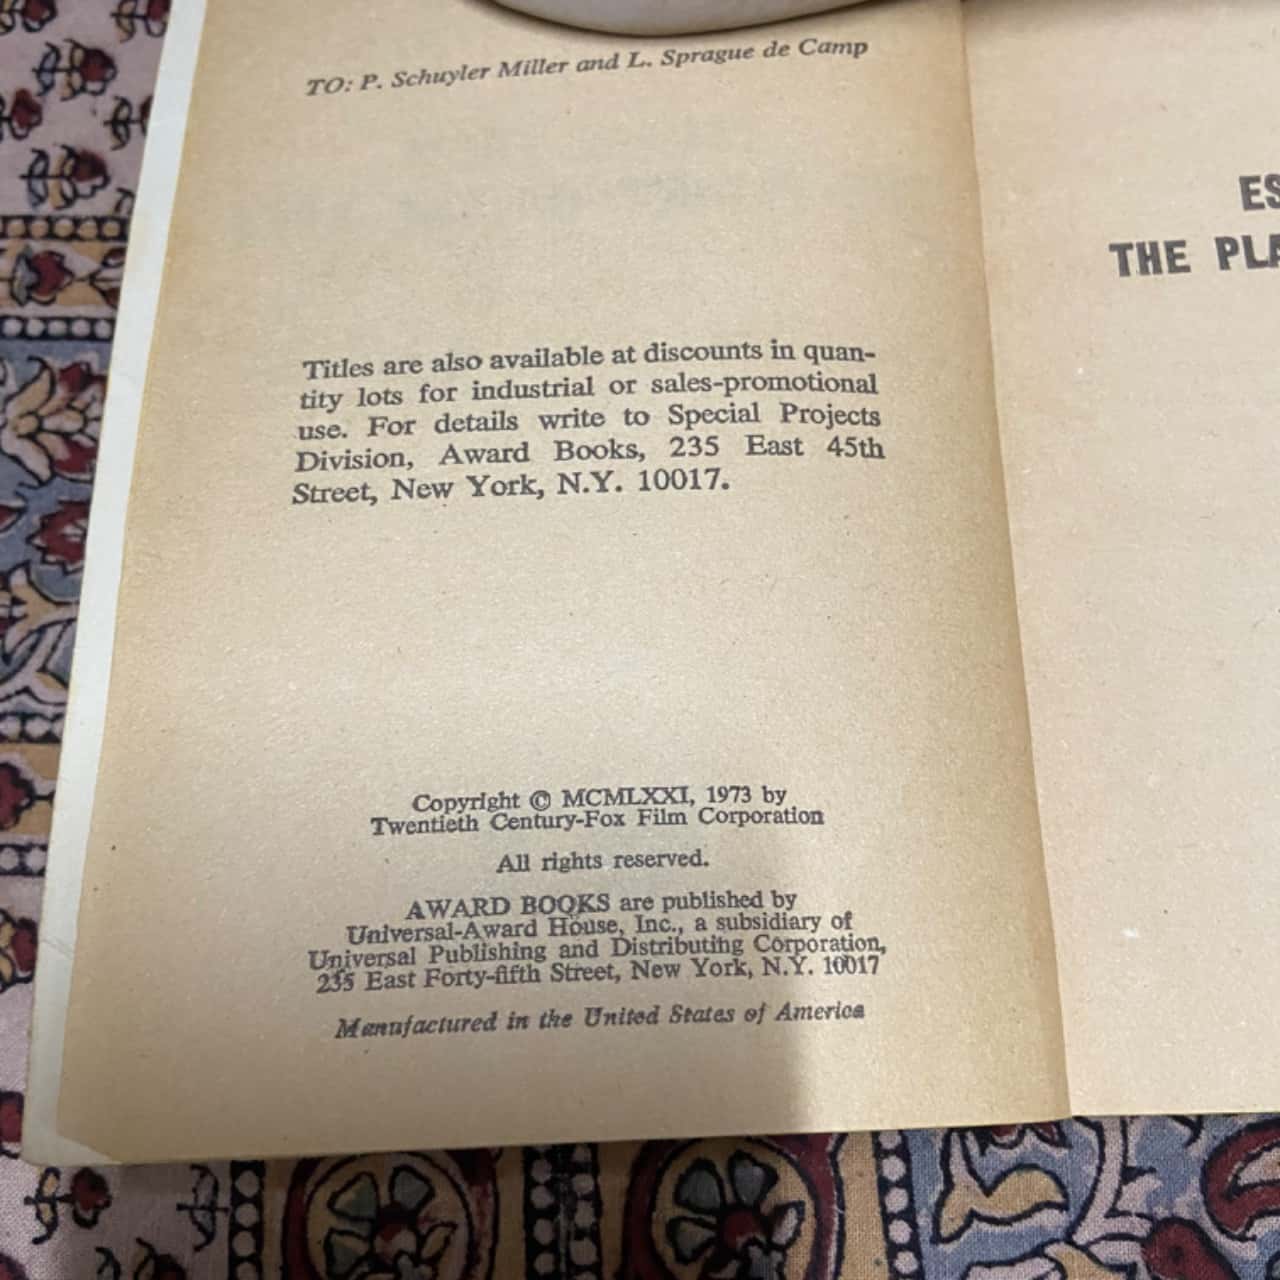 TO: P. Schuyler Miller and L. Sprague de Camp
Titles are also available at discounts in quan-
tity lots for industrial or sales-promotional
use. For details write to Special Projects
Division, Award Books, 235 East 45th
Street, New York, N.Y. 10017.
Copyright © MCMLXXI, 1973 by
Twentieth Century-Fox Film Corporation
All rights reserved.
AWARD BOOKS are published by
Universal-Award House, Inc., a subsidiary of
Universal Publishing and Distributing Corporation,
235 East Forty-fifth Street, New York, N.Y. 10017
Manufactured in the United States of America
ES
THE PLA